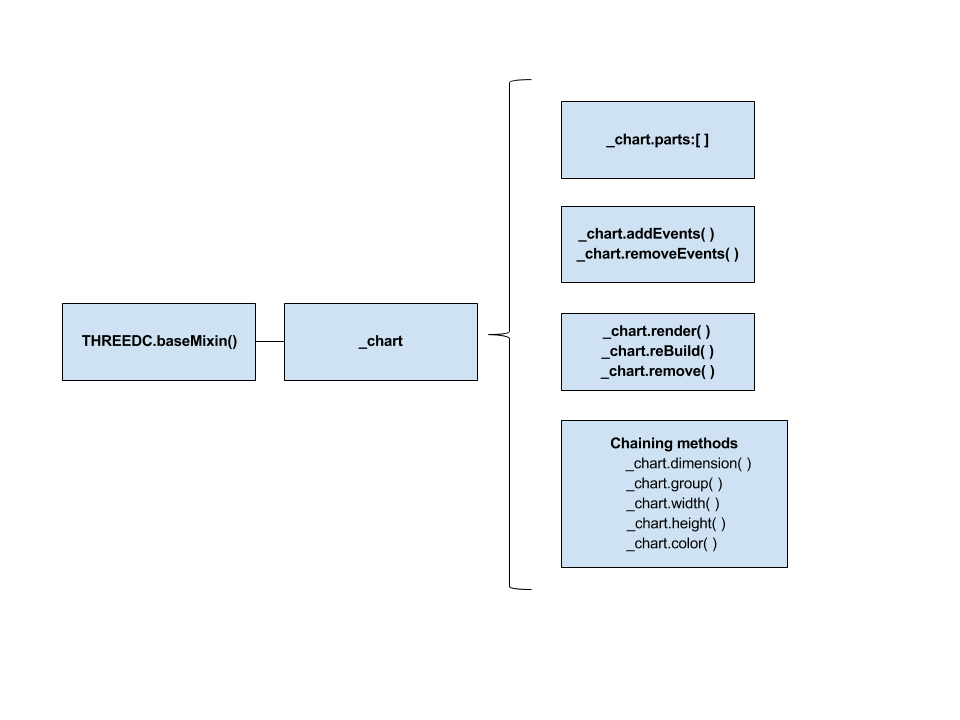 THREEDC.baseMixin()
_chart
_chart.parts:[ ]
_chart.addEvents( )
_chart.removeEvents( )
_chart.render( )
_chart.reBuild( )
_chart.remove( )
Chaining methods
_chart.dimension( )
_chart.group( )
_chart.width( )
_chart.height( )
_chart.color( )